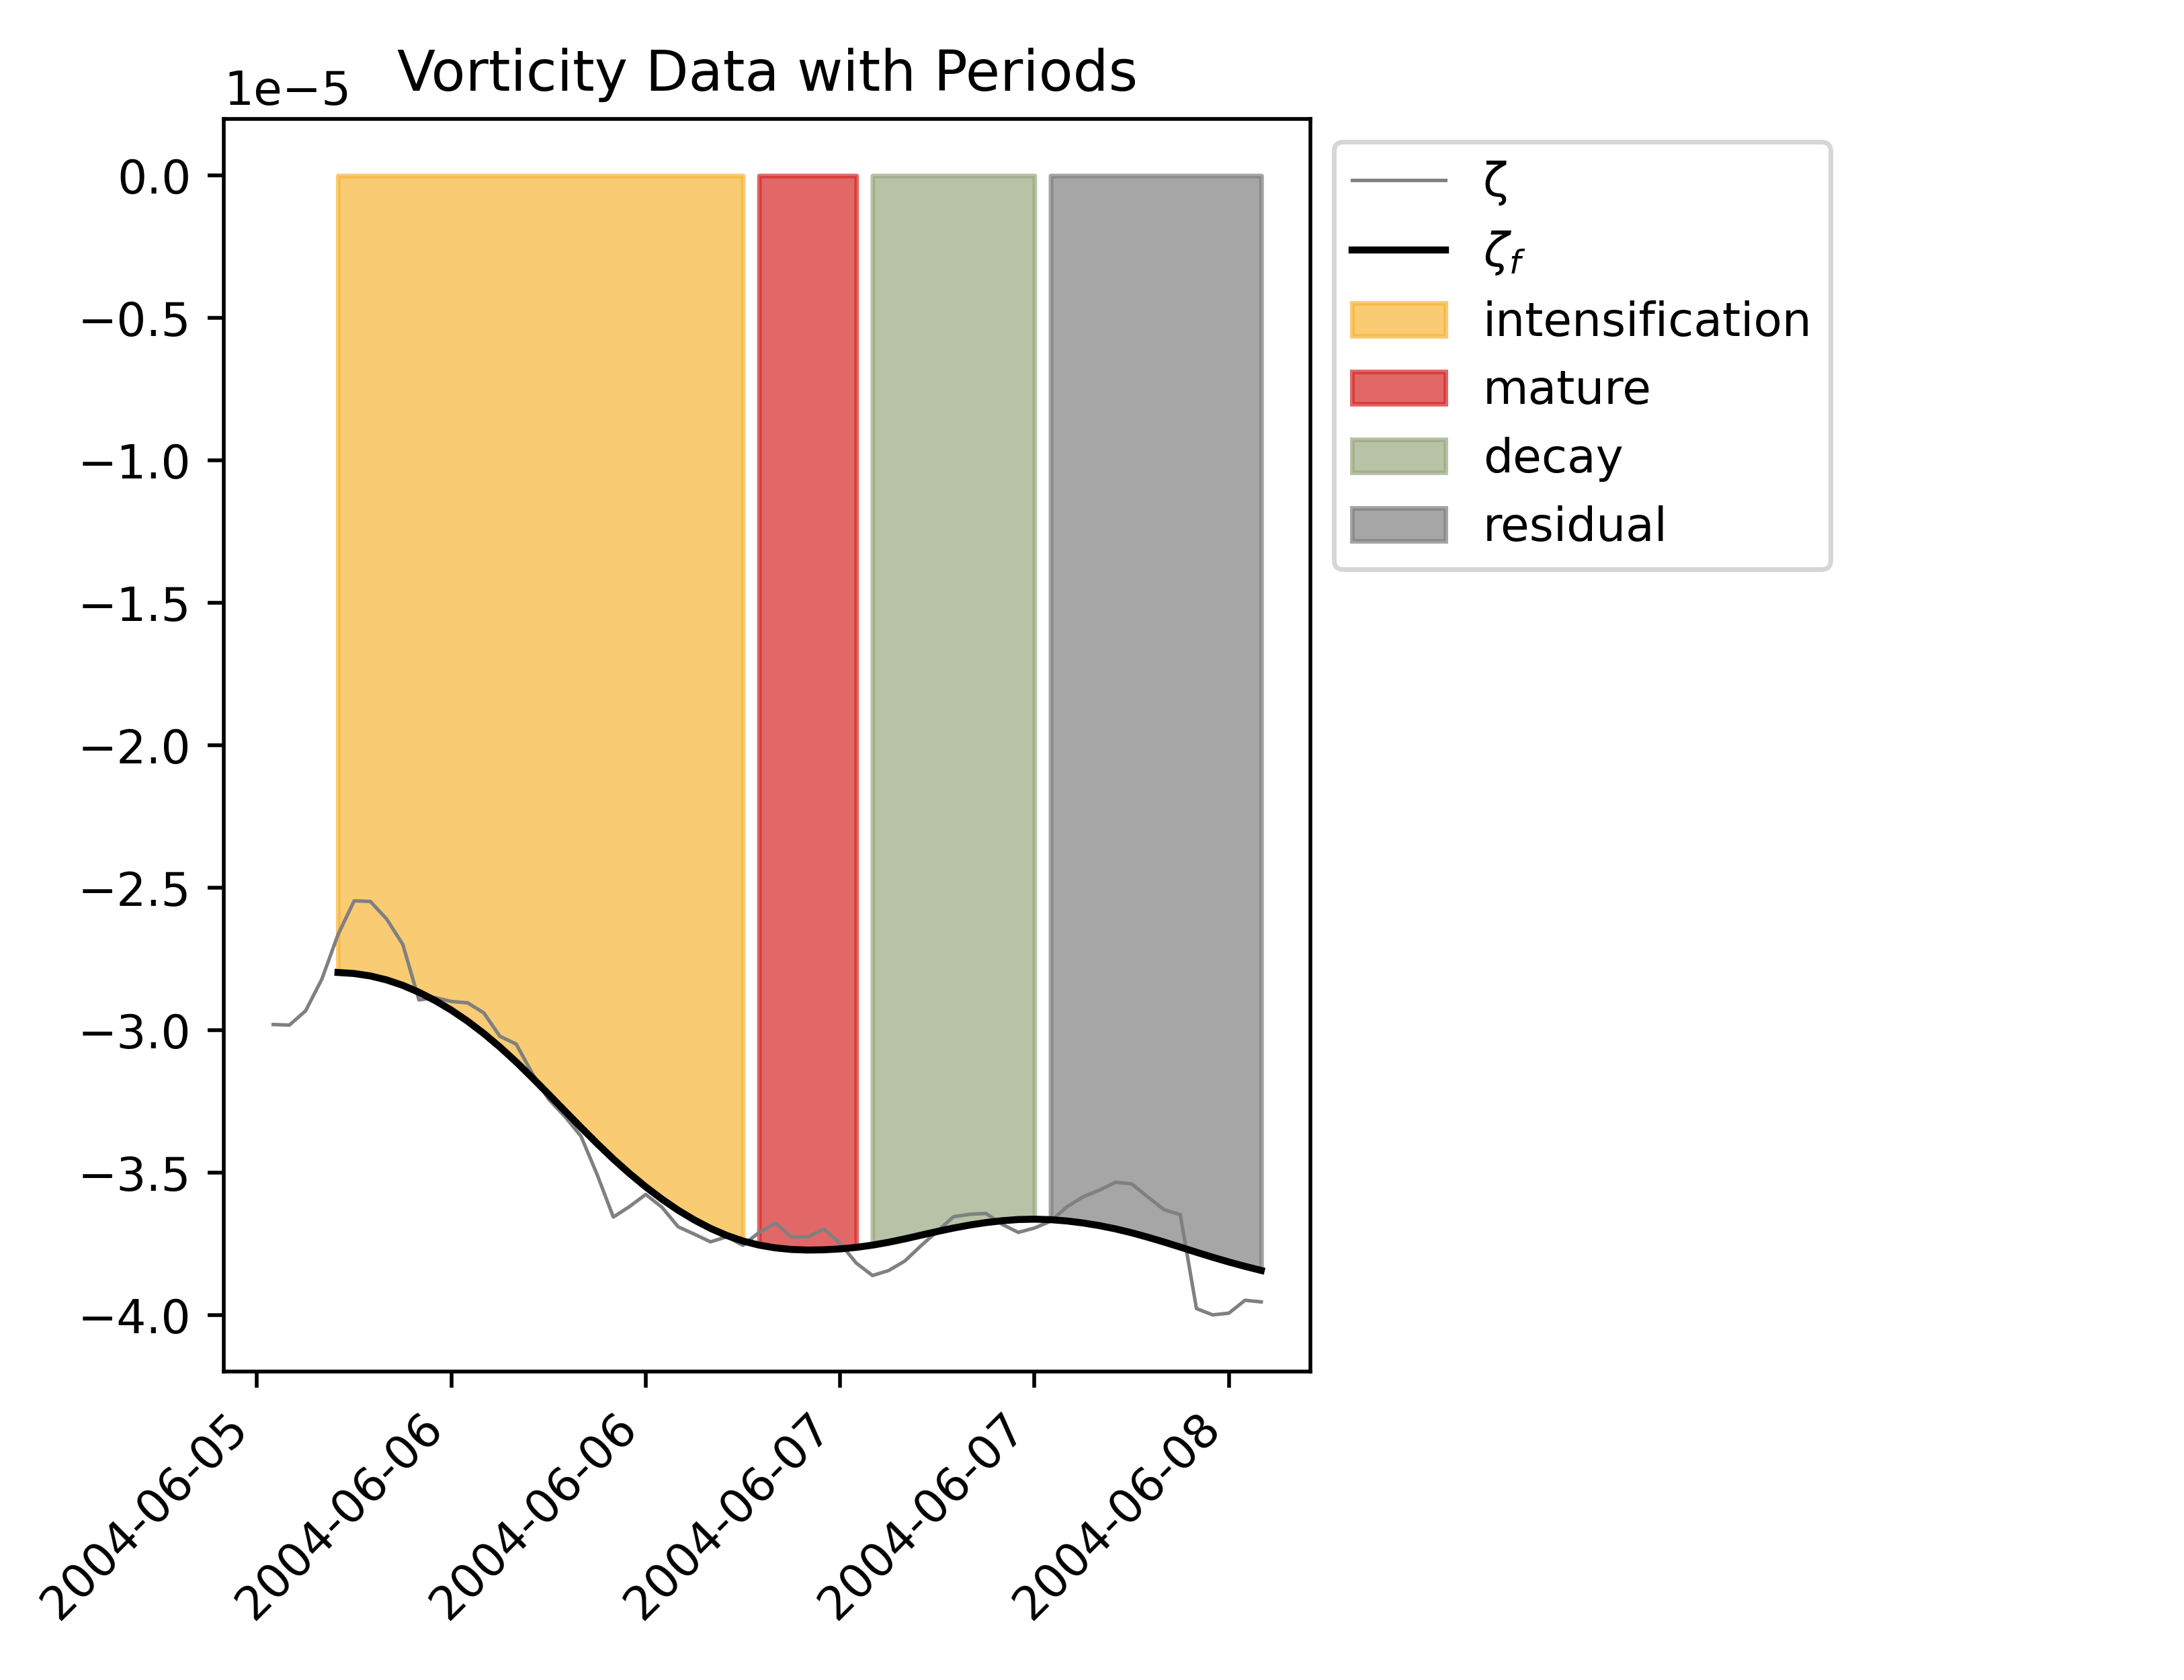 Vorticity Data with Periods
1e−5
0.0
−0.5
−1.0
−1.5
−2.0
−2.5
−3.0
−3.5
−4.0
2004-06-05
2004-06-06
2004-06-06
2004-06-07
2004-06-07
2004-06-08
ζ
ζf
intensification
mature
decay
residual